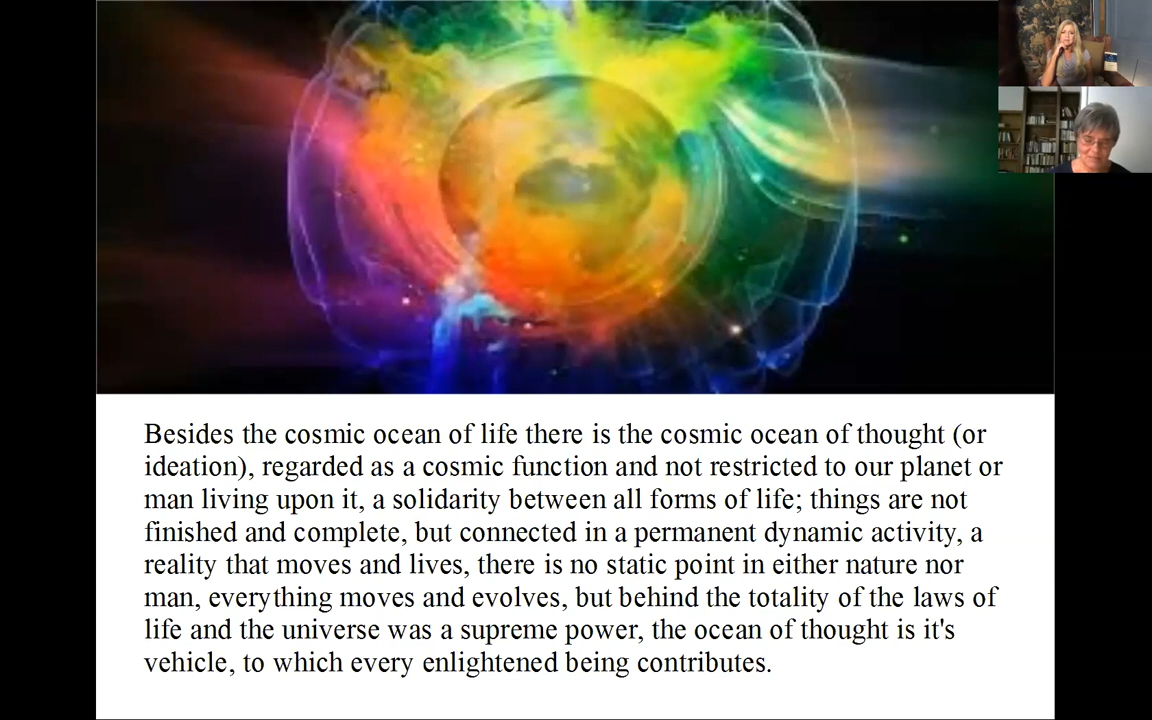 Besides the cosmic ocean of life there is the cosmic ocean of thought (or
ideation), regarded as a cosmic function and not restricted to our planet or
man living upon it, a solidarity between all forms of life; things are not
finished and complete, but connected in a permanent dynamic activity, a
reality that moves and lives, there is no static point in either nature nor
man, everything moves and evolves, but behind the totality of the laws of
life and the universe was a supreme power, the ocean of thought is it's
vehicle, to which every enlightened being contributes.